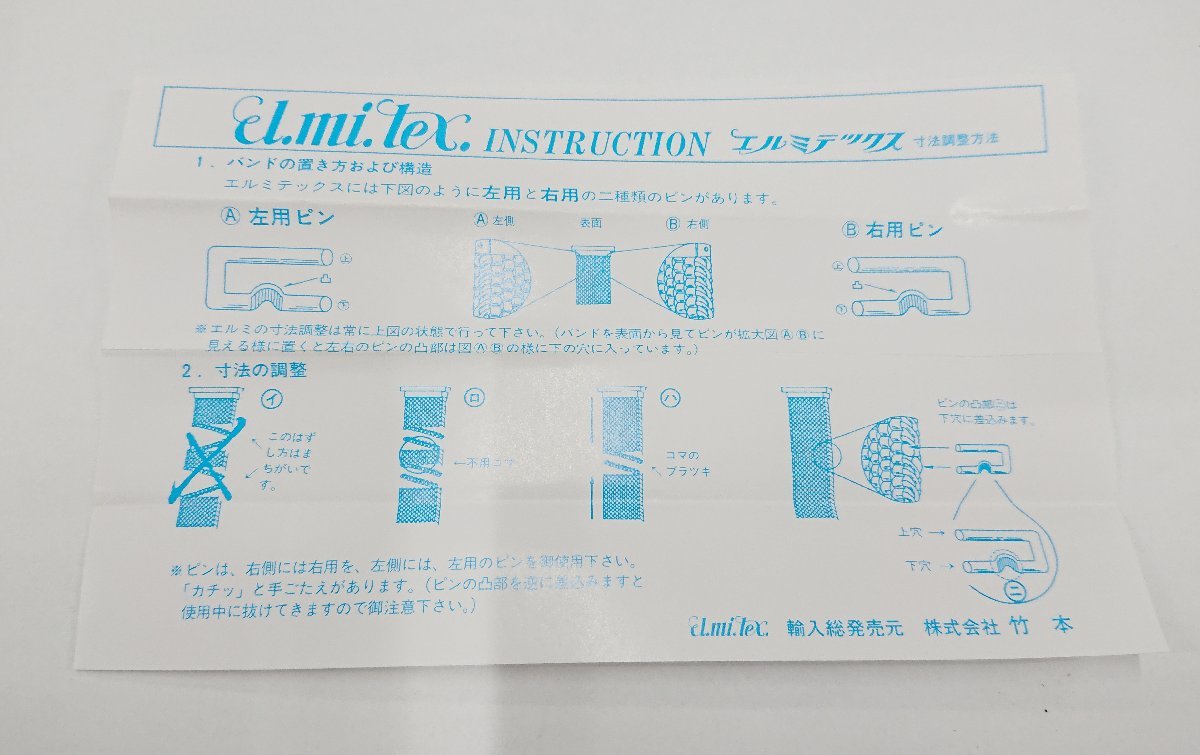 el.mi.tex. INSTRUCTION エルミテックス 寸法調整方法
1. バンドの置き方および構造
エルミテックスには下図のように左用と右用の二種類のピンがあります。
Ⓐ 左用ピン
Ⓐ 左側 表面 Ⓑ 右側
Ⓑ 右用ピン
上
凸
下
上
凸
下
※エルミの寸法調整は常に上図の状態で行って下さい。(バンドを表面から見てピンが拡大図ⒶⒷに
見える様に置くと左右のピンの凸部は図ⒶⒷの様に下の穴に入っています。)
2. 寸法の調整
イ
このはず
し方はま
ちがいで
す。
ロ
←不用コマ
ハ
コマの
ブラツキ
ピンの凸部㊁は
下穴に差込みます。
上穴→
下穴→
㊁
※ピンは、右側には右用を、左側には、左用のピンを御使用下さい。
「カチッ」と手ごたえがあります。(ピンの凸部を逆に差込みますと
使用中に抜けてきますので御注意下さい。)
el.mi.tex. 輸入総発売元 株式会社 竹 本